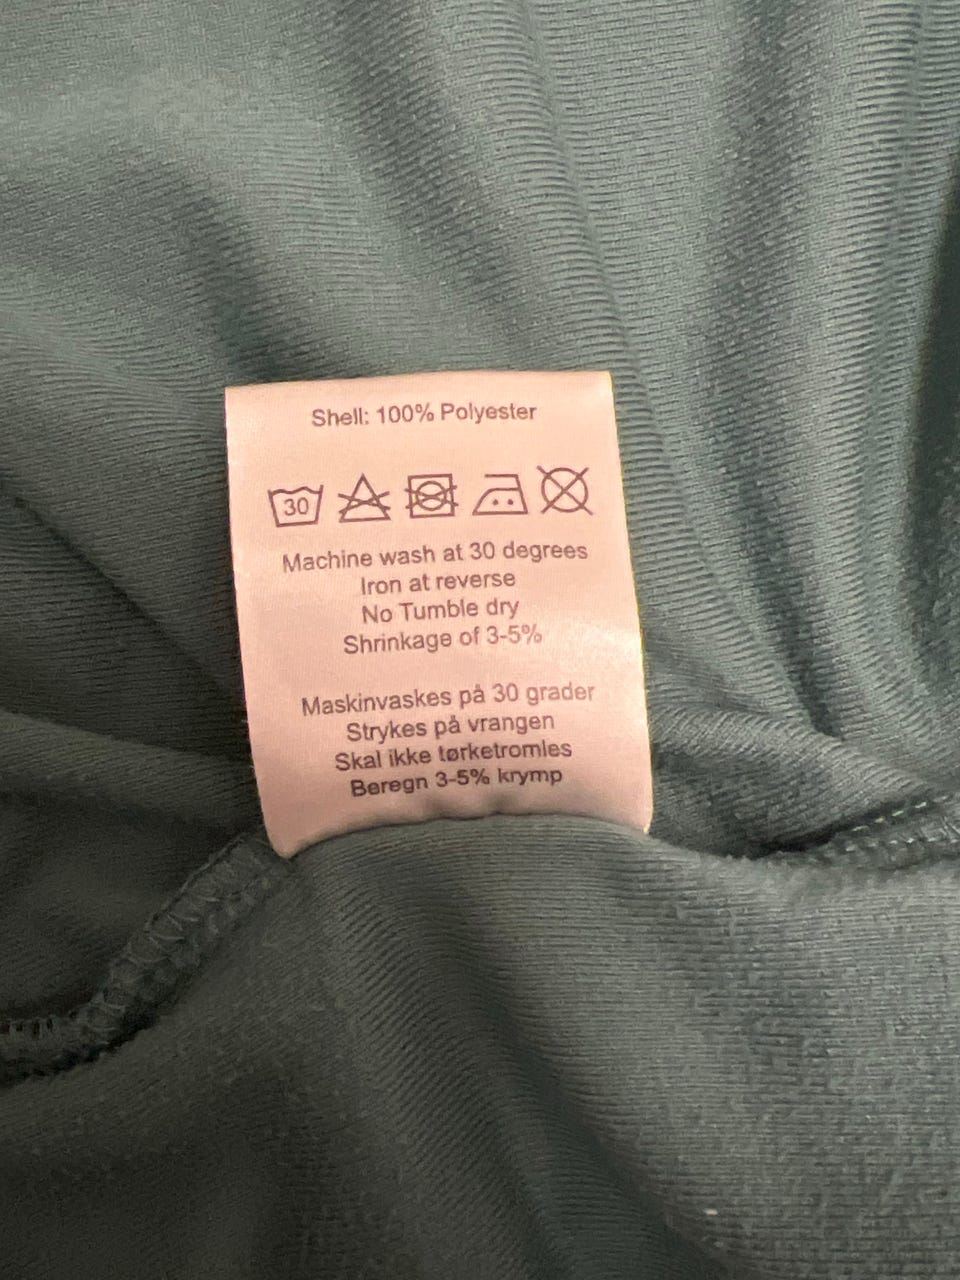 Shell: 100% Polyester
30
Machine wash at 30 degrees
Iron at reverse
No Tumble dry
Shrinkage of 3-5%
Maskinvaskes på 30 grader
Strykes på vrangen
Skal ikke tørketromles
Beregn 3-5% krymp